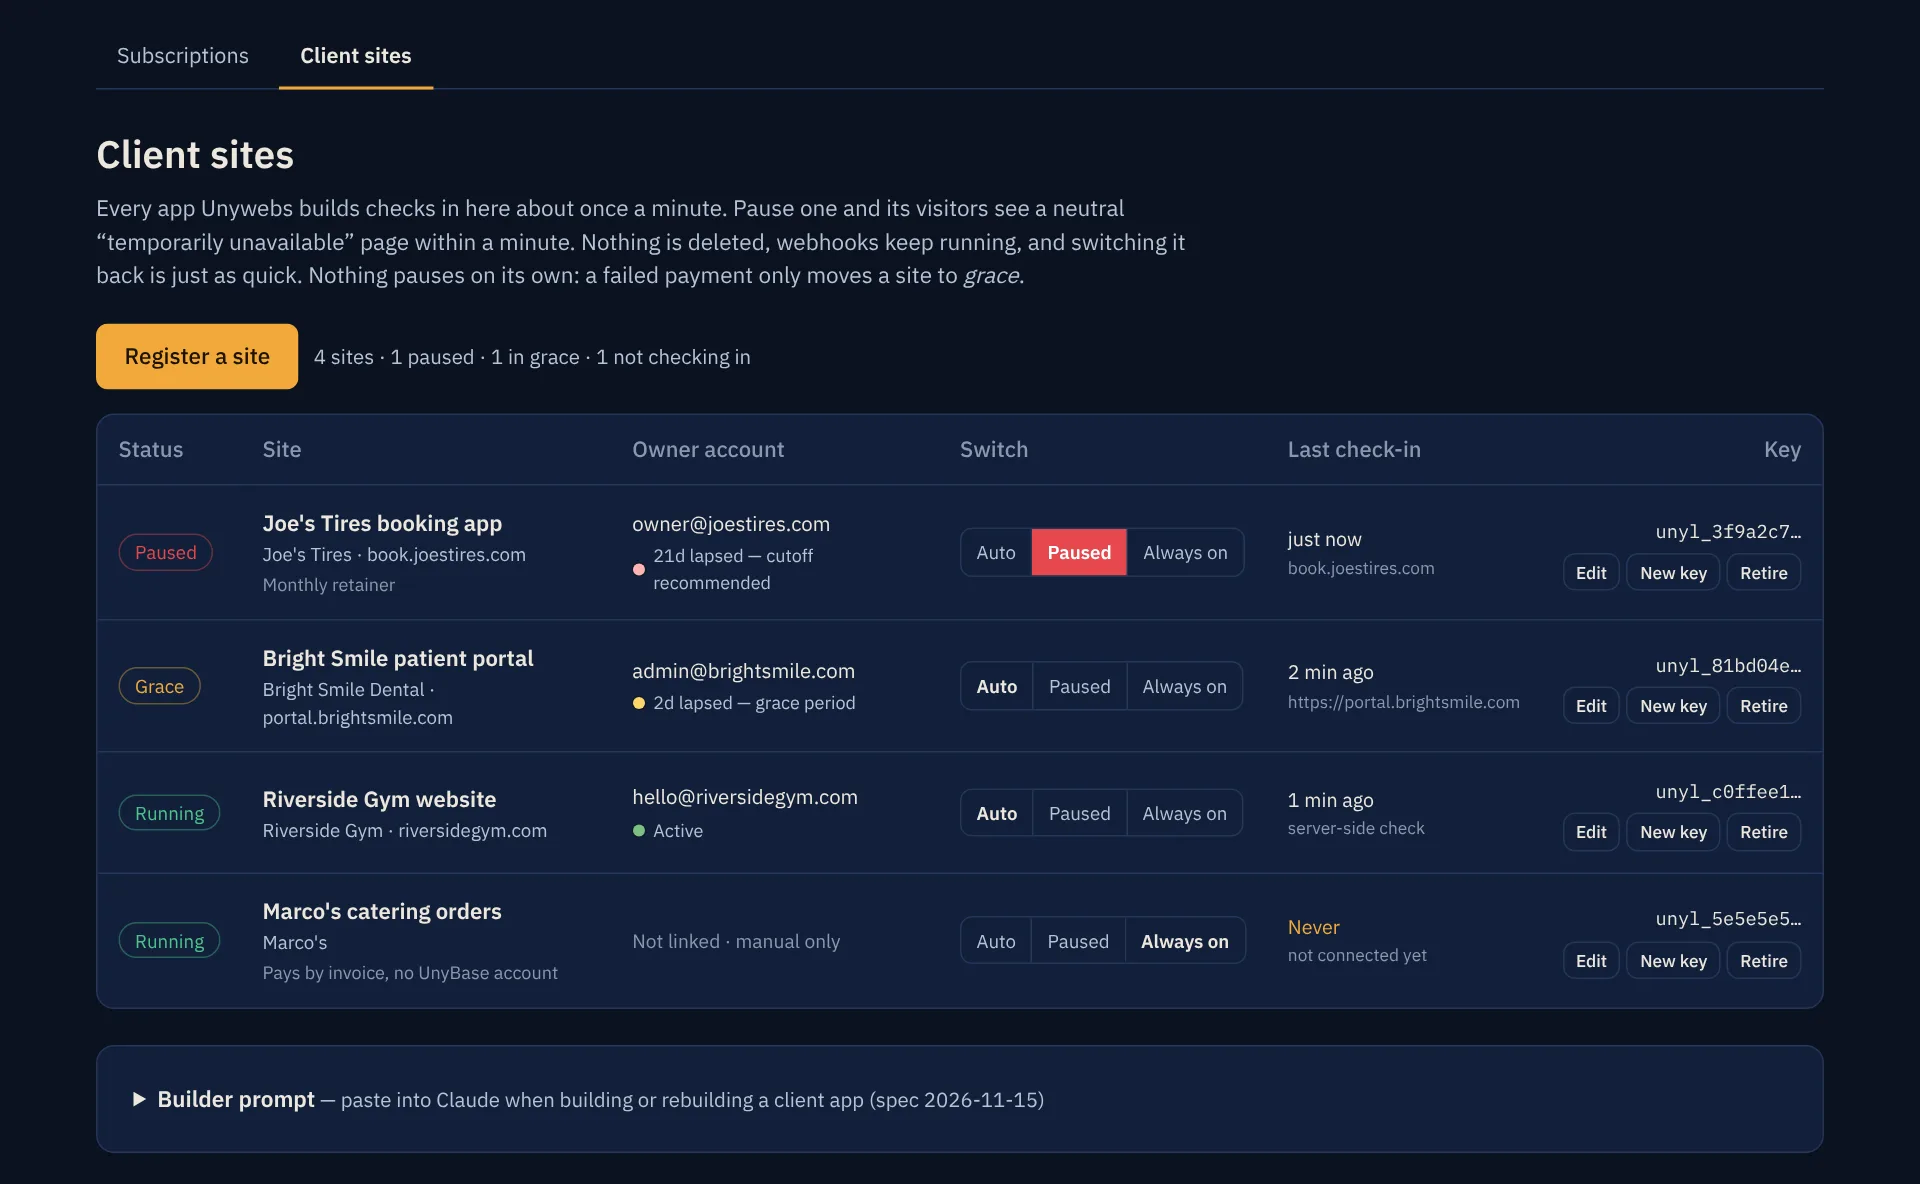 Subscriptions
Client sites
Client sites
Every app Unywebs builds checks in here about once a minute. Pause one and its visitors see a neutral
“temporarily unavailable” page within a minute. Nothing is deleted, webhooks keep running, and switching it
back is just as quick. Nothing pauses on its own: a failed payment only moves a site to grace.
Register a site
4 sites · 1 paused · 1 in grace · 1 not checking in
Status
Site
Owner account
Switch
Last check-in
Key
Paused
Joe's Tires booking app
Joe's Tires · book.joestires.com
Monthly retainer
owner@joestires.com
21d lapsed — cutoff
recommended
Auto
Paused
Always on
just now
book.joestires.com
unyl_3f9a2c7…
Edit
New key
Retire
Grace
Bright Smile patient portal
Bright Smile Dental ·
portal.brightsmile.com
admin@brightsmile.com
2d lapsed — grace period
Auto
Paused
Always on
2 min ago
https://portal.brightsmile.com
unyl_81bd04e…
Edit
New key
Retire
Running
Riverside Gym website
Riverside Gym · riversidegym.com
hello@riversidegym.com
Active
Auto
Paused
Always on
1 min ago
server-side check
unyl_c0ffee1…
Edit
New key
Retire
Running
Marco's catering orders
Marco's
Pays by invoice, no UnyBase account
Not linked · manual only
Auto
Paused
Always on
Never
not connected yet
unyl_5e5e5e5…
Edit
New key
Retire
Builder prompt — paste into Claude when building or rebuilding a client app (spec 2026-11-15)